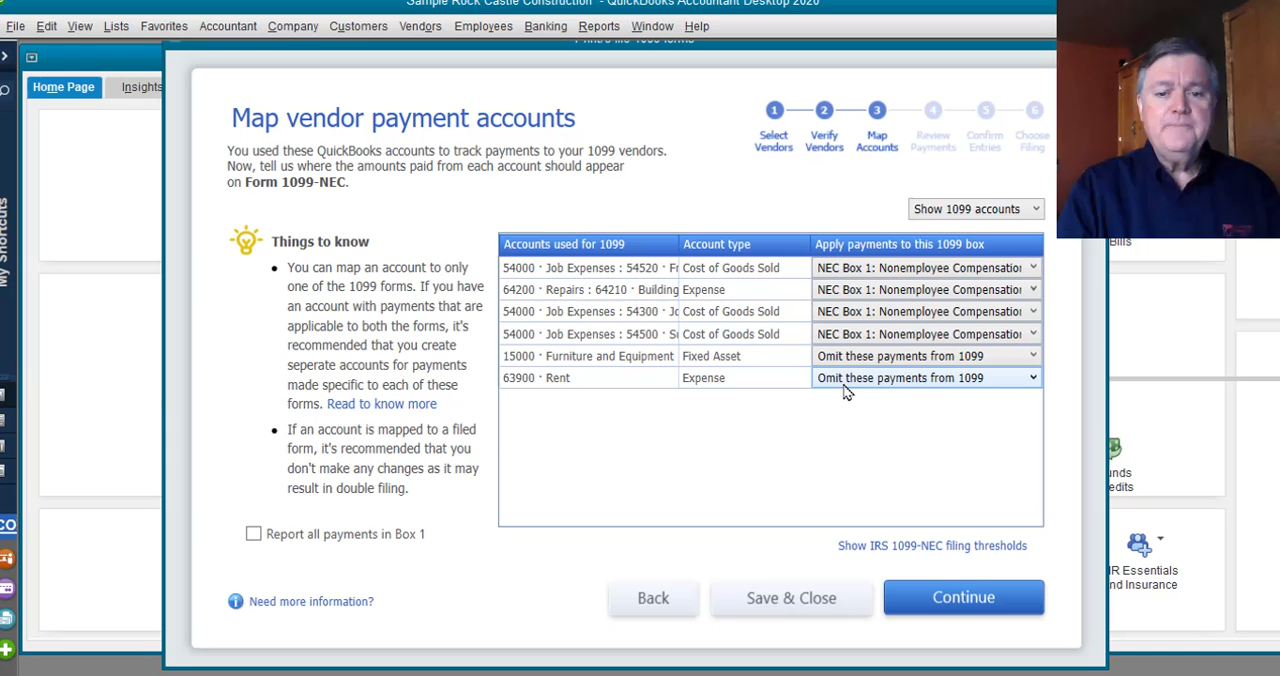 Sample Rock Castle Construction - QuickBooks Accountant Desktop 2020
File Edit View Lists Favorites Accountant Company Customers Vendors Employees Banking Reports Window Help
Home Page Insights
My Shortcuts
Map vendor payment accounts
1 2 3 4 5 6
Select Vendors
Verify Vendors
Map Accounts
Review Payments
Confirm Entries
Choose Filing
You used these QuickBooks accounts to track payments to your 1099 vendors.
Now, tell us where the amounts paid from each account should appear
on Form 1099-NEC.
Show 1099 accounts
Things to know
You can map an account to only
one of the 1099 forms. If you have
an account with payments that are
applicable to both the forms, it's
recommended that you create
seperate accounts for payments
made specific to each of these
forms. Read to know more
If an account is mapped to a filed
form, it's recommended that you
don't make any changes as it may
result in double filing.
Accounts used for 1099 Account type Apply payments to this 1099 box
54000 · Job Expenses : 54520 · Fr Cost of Goods Sold NEC Box 1: Nonemployee Compensation
64200 · Repairs : 64210 · Building Expense NEC Box 1: Nonemployee Compensation
54000 · Job Expenses : 54300 · Jo Cost of Goods Sold NEC Box 1: Nonemployee Compensation
54000 · Job Expenses : 54500 · S Cost of Goods Sold NEC Box 1: Nonemployee Compensation
15000 · Furniture and Equipment Fixed Asset Omit these payments from 1099
63900 · Rent Expense Omit these payments from 1099
Report all payments in Box 1
Show IRS 1099-NEC filing thresholds
Need more information?
Back Save & Close Continue
Bills
unds
edits
R Essentials
nd Insurance
CO